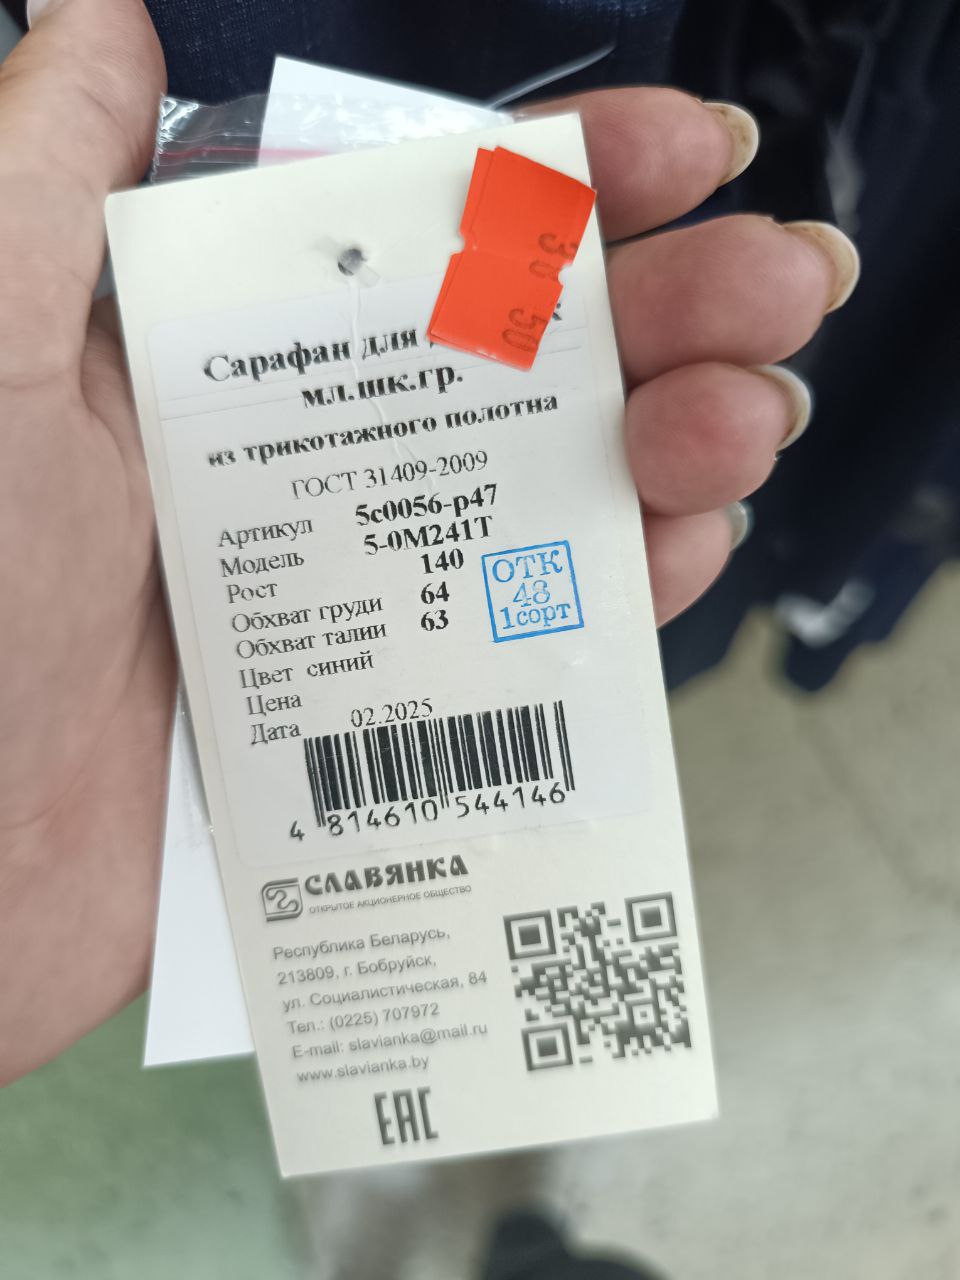 38 50
Сарафан для
мл.шк.гр.
из трикотажного полотна
ГОСТ 31409-2009
Артикул 5с0056-р47
Модель 5-0М241Т
Рост 140
Обхват груди 64
Обхват талии 63
Цвет синий
Цена
Дата 02.2025
ОТК
48
1сорт
4 814610 544146
СЛАВЯНКА
ОТКРЫТОЕ АКЦИОНЕРНОЕ ОБЩЕСТВО
Республика Беларусь,
213809, г. Бобруйск,
ул. Социалистическая, 84
Тел.: (0225) 707972
E-mail: slavianka@mail.ru
www.slavianka.by
EAC